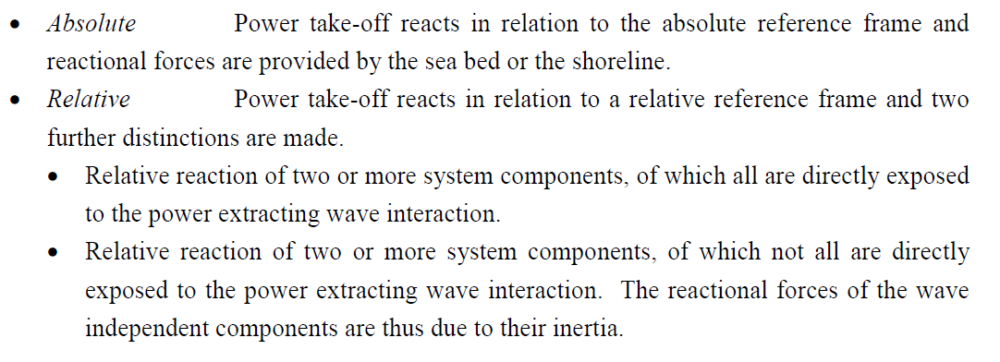 • Absolute Power take-off reacts in relation to the absolute reference frame and
reactional forces are provided by the sea bed or the shoreline.
• Relative Power take-off reacts in relation to a relative reference frame and two
further distinctions are made.
• Relative reaction of two or more system components, of which all are directly exposed
to the power extracting wave interaction.
• Relative reaction of two or more system components, of which not all are directly
exposed to the power extracting wave interaction. The reactional forces of the wave
independent components are thus due to their inertia.